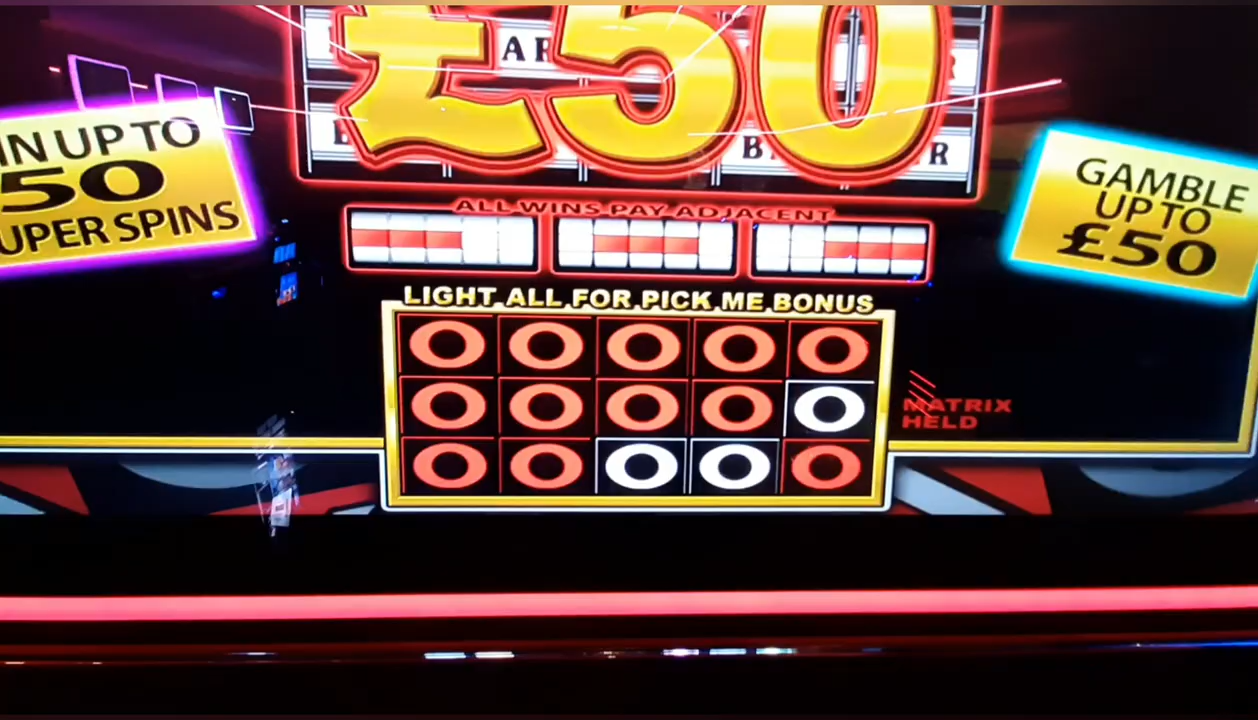 £50
IN UP TO
50
UPER SPINS
GAMBLE
UP TO
£50
ALL WINS PAY ADJACENT
LIGHT ALL FOR PICK ME BONUS
O O O O O
O O O O O
O O O O O
MATRIX
HELD